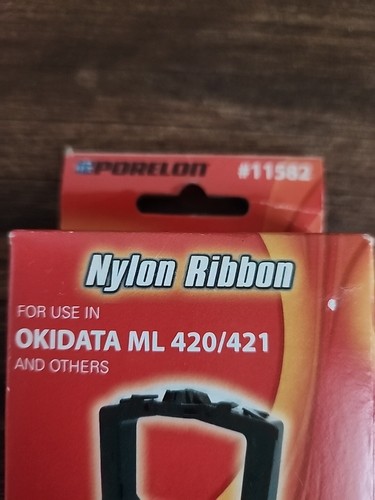 PORELON #11582
Nylon Ribbon
FOR USE IN
OKIDATA ML 420/421
AND OTHERS